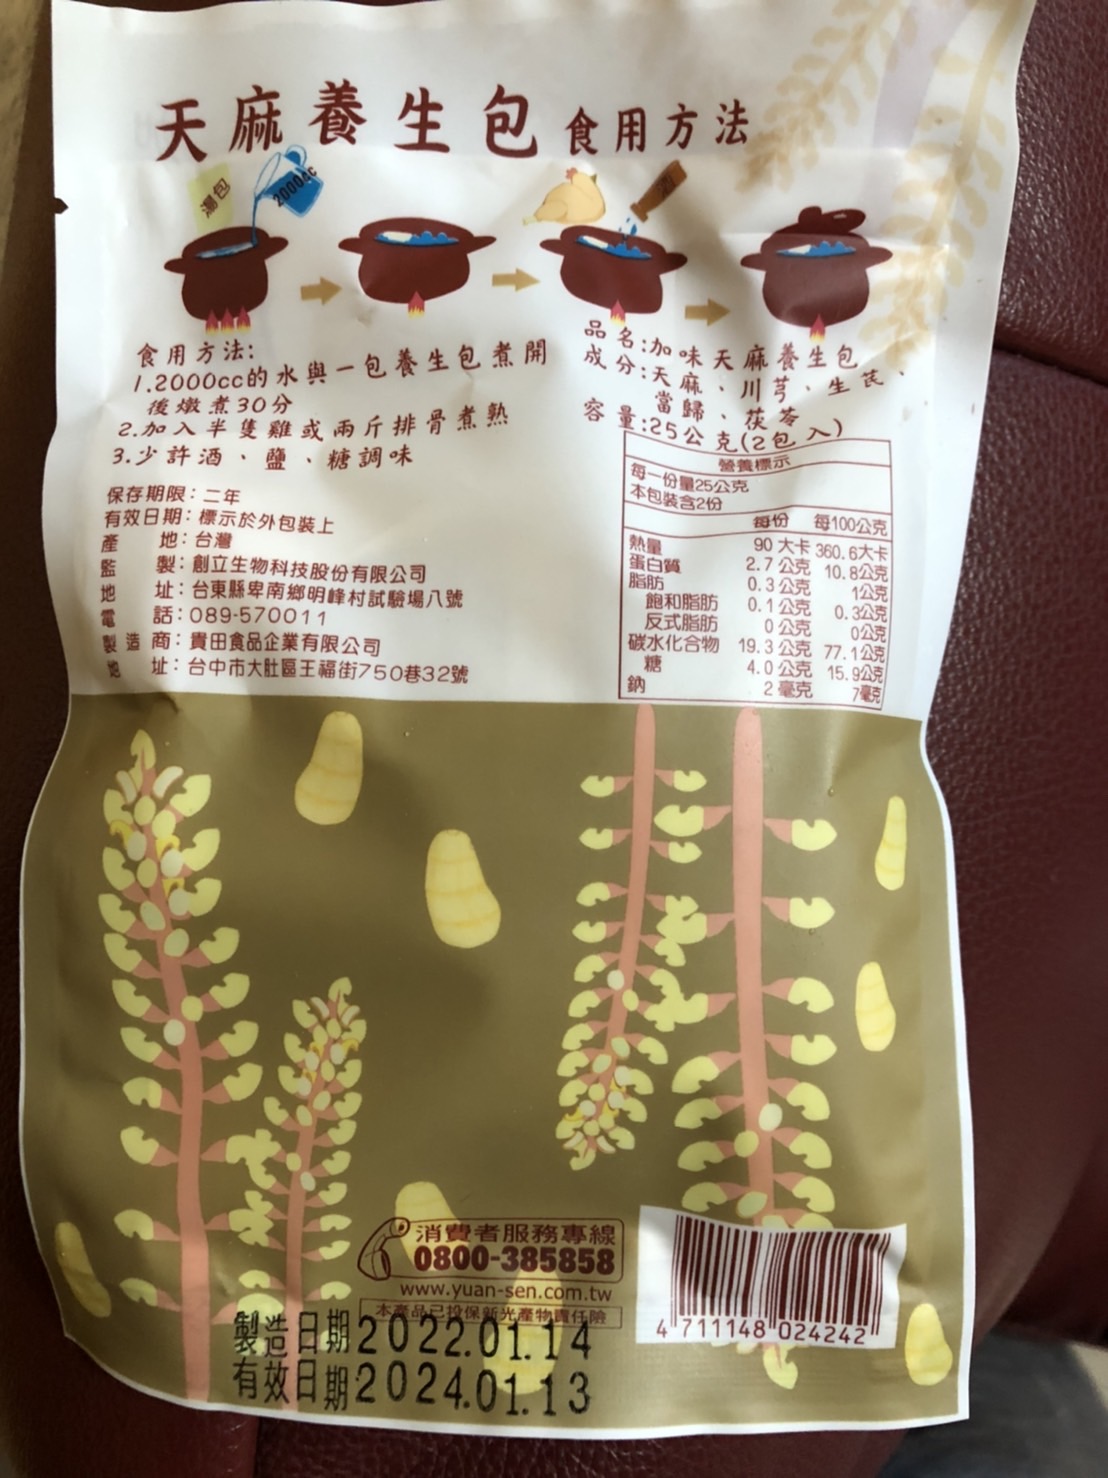 天麻養生包食用方法
湯包
2000cc
酒
食用方法:
1.2000cc的水與一包養生包煮開
後燉煮30分
2.加入半隻雞或兩斤排骨煮熟
3.少許酒、鹽、糖調味
品名:加味天麻養生包
成分:天麻、川芎、生芪、
當歸、茯苓
容量:25公克(2包入)
保存期限:二年
有效日期:標示於外包裝上
產地:台灣
監製:創立生物科技股份有限公司
地址:台東縣卑南鄉明峰村試驗場八號
電話:089-570011
製造商:貴田食品企業有限公司
地址:台中市大肚區王福街750巷32號
營養標示
每一份量25公克
本包裝含2份
每份 每100公克
熱量 90大卡 360.6大卡
蛋白質 2.7公克 10.8公克
脂肪 0.3公克 1公克
飽和脂肪 0.1公克 0.3公克
反式脂肪 0公克 0公克
碳水化合物 19.3公克 77.1公克
糖 4.0公克 15.9公克
鈉 2毫克 7毫克
消費者服務專線
0800-385858
www.yuan-sen.com.tw
本產品已投保新光產物責任險
製造日期2022.01.14
有效日期2024.01.13
4 711148 024242